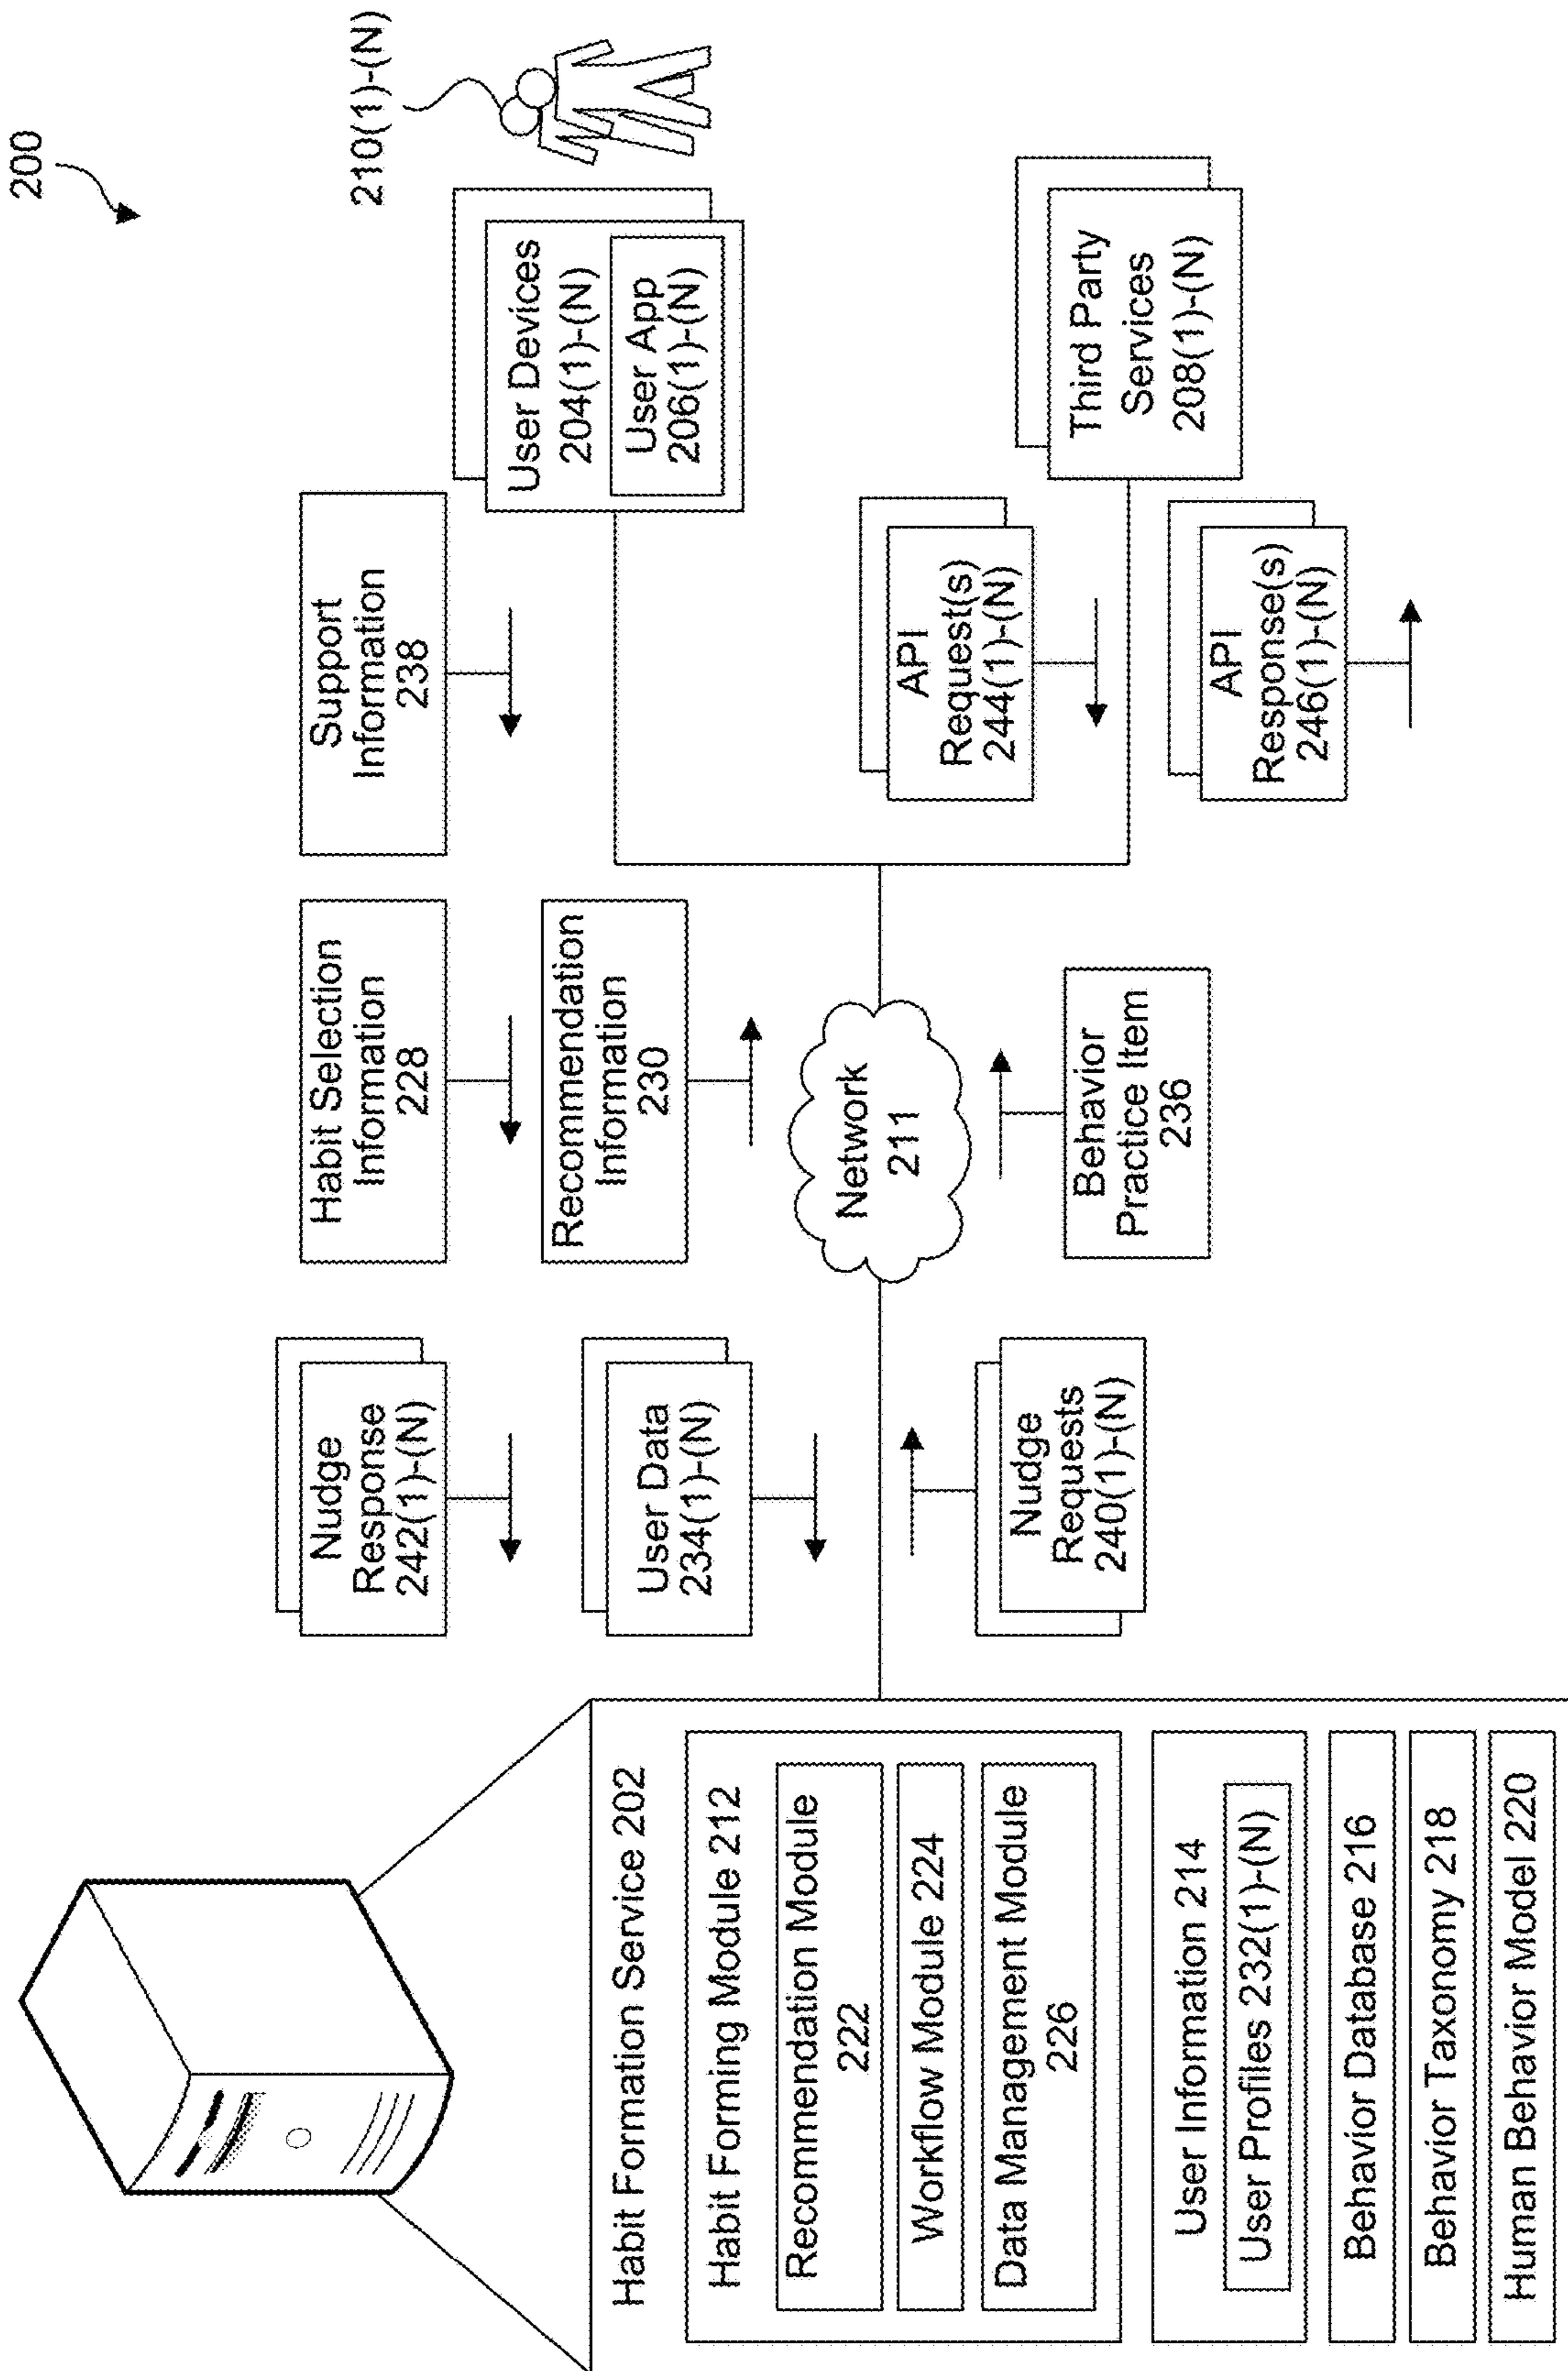 200
210(1)-(N)
Habit Formation Service 202
Habit Forming Module 212
Recommendation Module
222
Workflow Module 224
Data Management Module
226
User Information 214
User Profiles 232(1)-(N)
Behavior Database 216
Behavior Taxonomy 218
Human Behavior Model 220
Nudge
Response
242(1)-(N)
User Data
234(1)-(N)
Nudge
Requests
240(1)-(N)
Habit Selection
Information
228
Recommendation
Information
230
Network
211
Behavior
Practice Item
236
Support
Information
238
User Devices
204(1)-(N)
User App
206(1)-(N)
API
Request(s)
244(1)-(N)
Third Party
Services
208(1)-(N)
API
Response(s)
246(1)-(N)